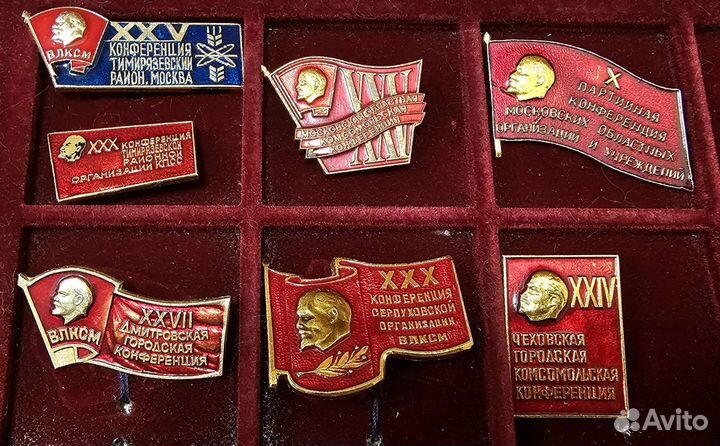 XXV
КОНФЕРЕНЦИЯ
ТИМИРЯЗЕВСКИЙ
РАЙОН. МОСКВА
ВЛКСМ
XXX
КОНФЕРЕНЦИЯ
ТИМИРЯЗЕВСКОЙ
РАЙОННОЙ
ОРГАНИЗАЦИИ КПСС
XXII
МОСКОВСКАЯ ОБЛАСТНАЯ
КОМСОМОЛЬСКАЯ
КОНФЕРЕНЦИЯ
IX
ПАРТИЙНАЯ
КОНФЕРЕНЦИЯ
МОСКОВСКИХ ОБЛАСТНЫХ
ОРГАНИЗАЦИЙ И УЧРЕЖДЕНИЙ
ВЛКСМ
XXVII
ДМИТРОВСКАЯ
ГОРОДСКАЯ
КОНФЕРЕНЦИЯ
XXX
КОНФЕРЕНЦИЯ
СЕРПУХОВСКОЙ
ОРГАНИЗАЦИИ
ВЛКСМ
XXIV
ЧЕХОВСКАЯ
ГОРОДСКАЯ
КОМСОМОЛЬСКАЯ
КОНФЕРЕНЦИЯ
Avito